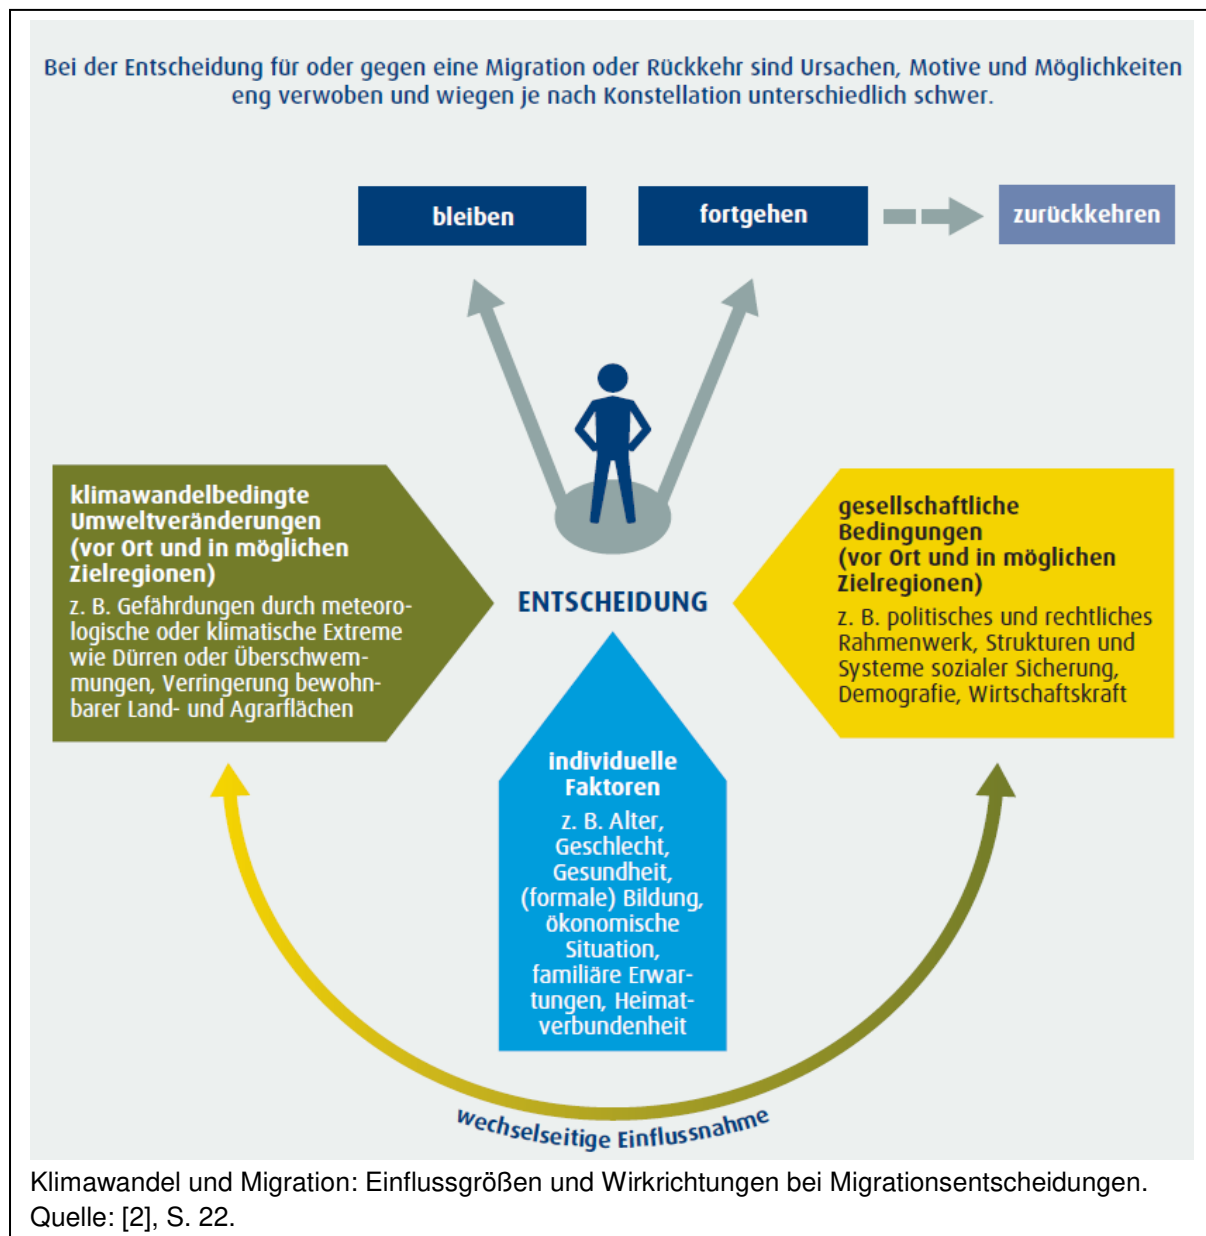 Bei der Entscheidung für oder gegen eine Migration oder Rückkehr sind Ursachen, Motive und Möglichkeiten
eng verwoben und wiegen je nach Konstellation unterschiedlich schwer.
bleiben
fortgehen
zurückkehren
klimawandelbedingte
Umweltveränderungen
(vor Ort und in möglichen
Zielregionen)
z. B. Gefährdungen durch meteoro-
logische oder klimatische Extreme
wie Dürren oder Überschwem-
mungen, Verringerung bewohn-
barer Land- und Agrarflächen
ENTSCHEIDUNG
gesellschaftliche
Bedingungen
(vor Ort und in möglichen
Zielregionen)
z. B. politisches und rechtliches
Rahmenwerk, Strukturen und
Systeme sozialer Sicherung,
Demografie, Wirtschaftskraft
individuelle
Faktoren
z. B. Alter,
Geschlecht,
Gesundheit,
(formale) Bildung,
ökonomische
Situation,
familiäre Erwar-
tungen, Heimat-
verbundenheit
wechselseitige Einflussnahme
Klimawandel und Migration: Einflussgrößen und Wirkrichtungen bei Migrationsentscheidungen.
Quelle: [2], S. 22.